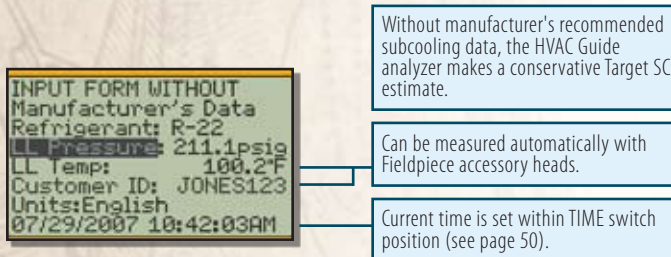 INPUT FORM WITHOUT
Manufacturer's Data
Refrigerant: R-22
LL Pressure: 211.1psig
LL Temp: 100.2°F
Customer ID: JONES123
Units:English
07/29/2007 10:42:03AM
Without manufacturer's recommended
subcooling data, the HVAC Guide
analyzer makes a conservative Target SC
estimate.
Can be measured automatically with
Fieldpiece accessory heads.
Current time is set within TIME switch
position (see page 50).